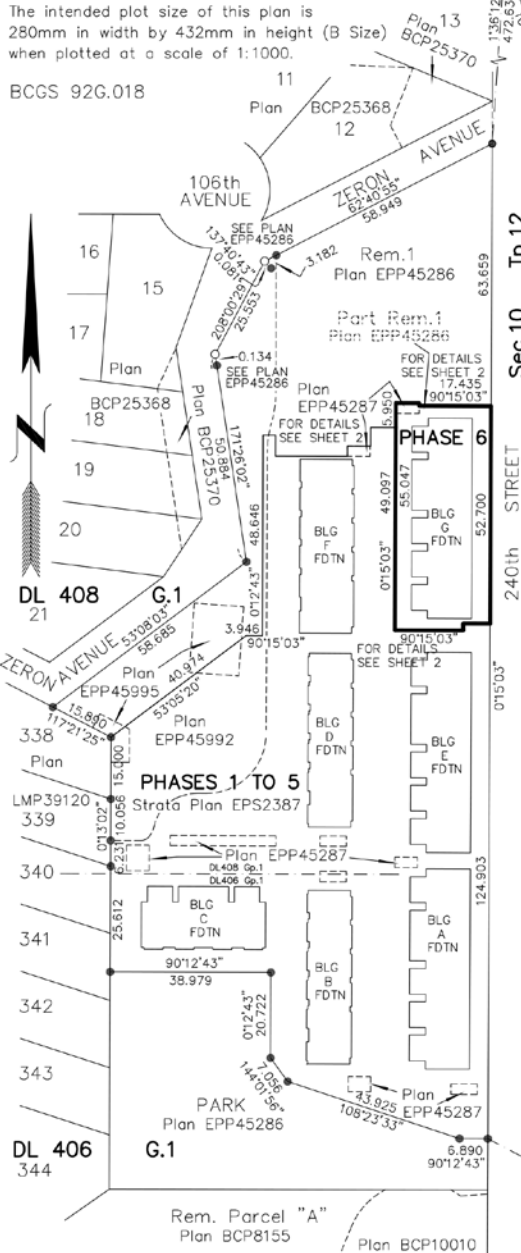 The intended plot size of this plan is
280mm in width by 432mm in height (B Size)
when plotted at a scale of 1:1000.
BCGS 92G.018
Plan 13
BCP25370
1°36'12"
11
Plan
BCP25368
12
ZERON AVENUE
62°40'55"
58.949
106th
AVENUE
SEE PLAN
EPP45286
137°40'43"
0.081
3.182
Rem.1
Plan EPP45286
63.659
Sec.10 Tp.12
16
15
17
Plan
BCP25368
18
19
20
208°00'29"
25.553
0.134
SEE PLAN
EPP45286
Plan BCP25370
171°26'02"
50.884
Part Rem.1
Plan EPP45286
FOR DETAILS
SEE SHEET 2
17.435
90°15'03"
Plan
EPP45287
5.950
FOR DETAILS
SEE SHEET 2
PHASE 6
49.097
55.047
0°15'03"
BLG
G
FDTN
52.700
240th STREET
BLG
F
FDTN
48.646
0°12'43"
3.946
90°15'03"
90°15'03"
FOR DETAILS
SEE SHEET 2
0°15'03"
DL 408
G.1
21
ZERON AVENUE
53°08'03"
58.685
40.974
53°05'20"
Plan
EPP45995
15.890
117°21'25"
Plan
EPP45992
338
Plan
LMP39120
339
340
341
342
343
15.000
10.056
0°13'02"
6.231
25.612
PHASES 1 TO 5
Strata Plan EPS2387
BLG
D
FDTN
BLG
E
FDTN
Plan EPP45287
DL408 Gp.1
DL406 Gp.1
124.903
BLG
C
FDTN
BLG
B
FDTN
BLG
A
FDTN
90°12'43"
38.979
0°12'43"
20.722
7.056
144°01'56"
43.925
108°23'33"
Plan
EPP45287
6.890
90°12'43"
PARK
Plan EPP45286
DL 406
G.1
344
Rem. Parcel "A"
Plan BCP8155
Plan BCP10010